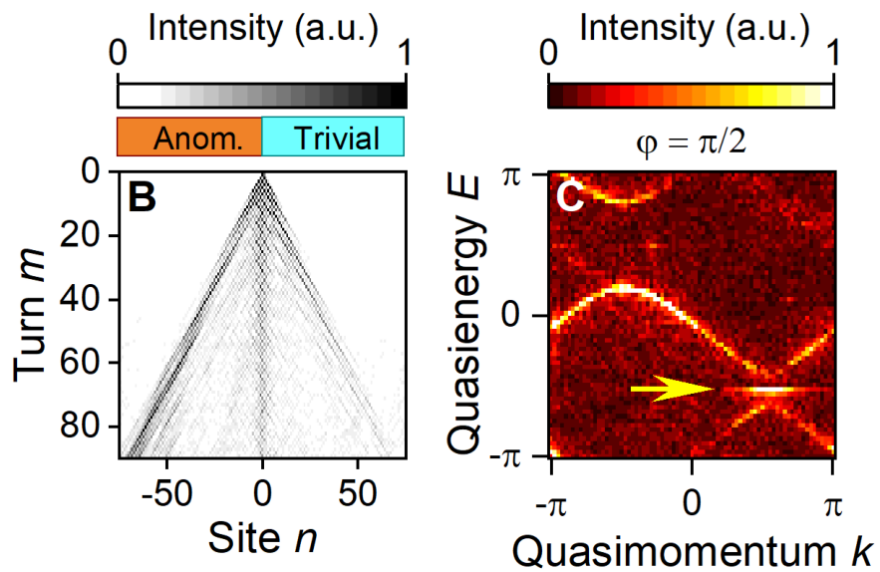 Intensity (a.u.)
0 1
Anom. Trivial
B
0
20
40
60
80
Turn m
-50 0 50
Site n
Intensity (a.u.)
0 1
φ = π/2
C
π
0
-π
Quasienergy E
-π 0 π
Quasimomentum k